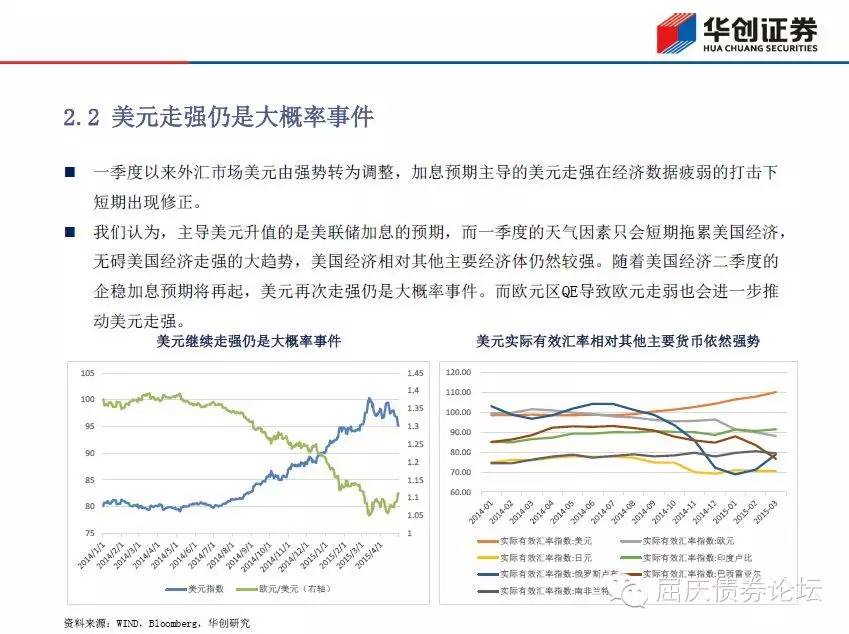 华创证券
HUA CHUANG SECURITIES
2.2 美元走强仍是大概率事件
■ 一季度以来外汇市场美元由强势转为调整，加息预期主导的美元走强在经济数据疲弱的打击下
短期出现修正。
■ 我们认为，主导美元升值的是美联储加息的预期，而一季度的天气因素只会短期拖累美国经济，
无碍美国经济走强的大趋势，美国经济相对其他主要经济体仍然较强。随着美国经济二季度的
企稳加息预期将再起，美元再次走强仍是大概率事件。而欧元区QE导致欧元走弱也会进一步推
动美元走强。
美元继续走强仍是大概率事件
105
100
95
90
85
80
75
1.45
1.4
1.35
1.3
1.25
1.2
1.15
1.1
1.05
1
2014/1/1
2014/2/1
2014/3/1
2014/4/1
2014/5/1
2014/6/1
2014/7/1
2014/8/1
2014/9/1
2014/10/1
2014/11/1
2014/12/1
2015/1/1
2015/2/1
2015/3/1
2015/4/1
美元指数
欧元/美元（右轴）
美元实际有效汇率相对其他主要货币依然强势
120.00
110.00
100.00
90.00
80.00
70.00
60.00
2014-01
2014-02
2014-03
2014-04
2014-05
2014-06
2014-07
2014-08
2014-09
2014-10
2014-11
2014-12
2015-01
2015-02
2015-03
实际有效汇率指数:美元
实际有效汇率指数:欧元
实际有效汇率指数:日元
实际有效汇率指数:印度卢比
实际有效汇率指数:俄罗斯卢布
实际有效汇率指数:巴西雷亚尔
实际有效汇率指数:南非兰特
屈庆债券论坛
资料来源：WIND，Bloomberg，华创研究